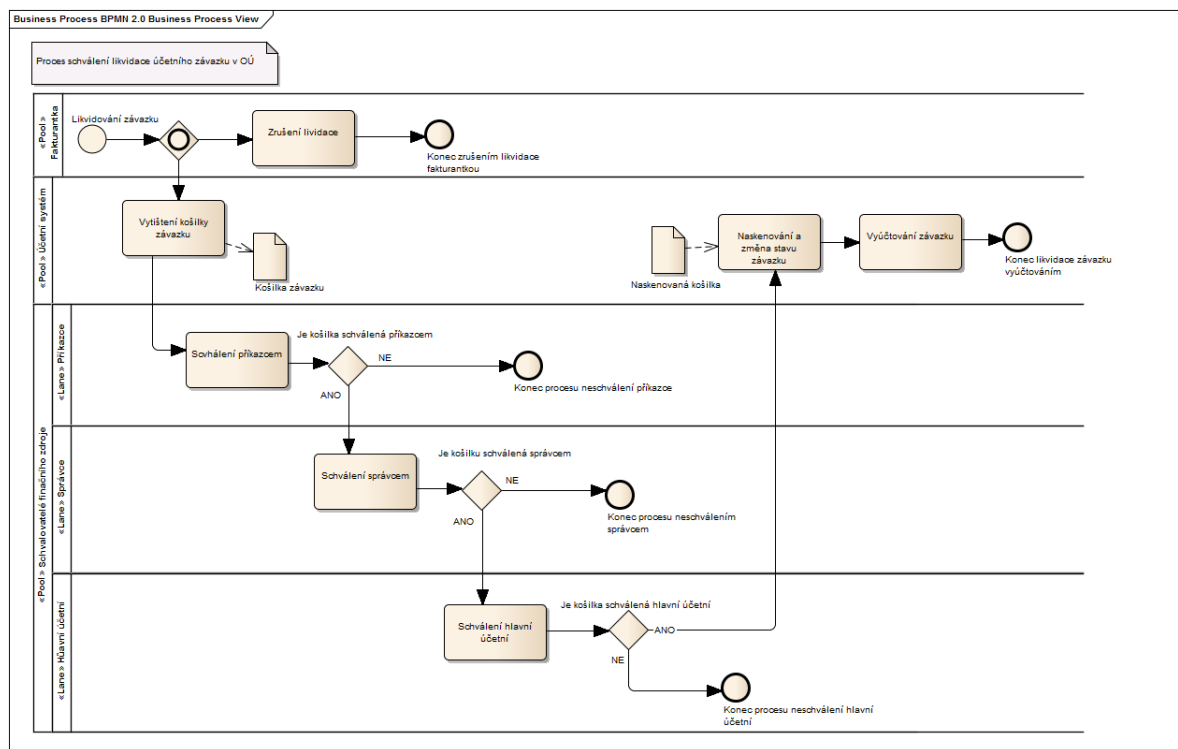 Business Process BPMN 2.0 Business Process View
Proces schválení likvidace účetního závazku v OÚ
«Pool» Fakturantka
Likvidování závazku
Zrušení lividace
Konec zrušením likvidace
fakturantkou
«Pool» Účetní systém
Vytištení košilky
závazku
Košilka závazku
Naskenovaná košilka
Naskenování a
změna stavu
závazku
Vyúčtování závazku
Konec likvidace závazku
vyúčtováním
«Pool» Schvalovatelé finačního zdroje
«Lane» Příkazce
Sovhálení příkazcem
Je košilka schválená příkazcem
NE
ANO
Konec procesu neschválení příkazce
«Lane» Správce
Schválení správcem
Je košilku schválená správcem
NE
ANO
Konec procesu neschválením
správcem
«Lane» Hůavní účetní
Schválení hlavní
účetní
Je košilka schválená hlavní účetní
ANO
NE
Konec procesu neschválení hlavní
účetní